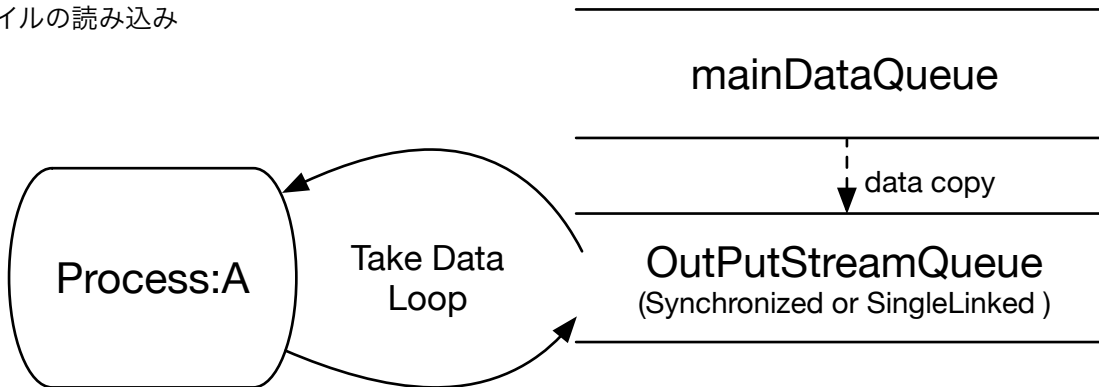 イルの読み込み
mainDataQueue
data copy
Process:A
Take Data
Loop
OutPutStreamQueue
(Synchronized or SingleLinked )